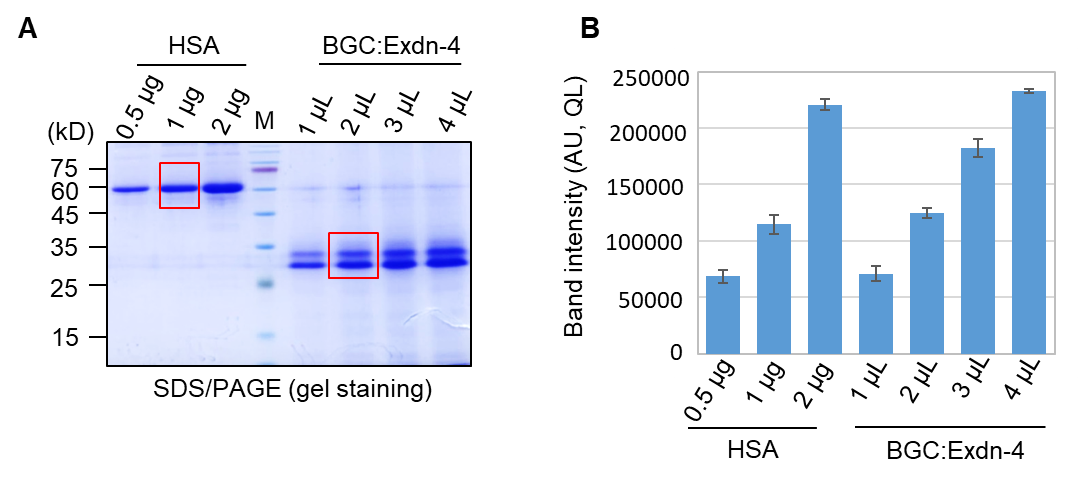 A
HSA
BGC:Exdn-4
0.5 µg
1 µg
2 µg
M
1 µL
2 µL
3 µL
4 µL
(kD)
75
60
45
35
25
15
SDS/PAGE (gel staining)
B
Band intensity (AU, QL)
250000
200000
150000
100000
50000
0
0.5 µg
1 µg
2 µg
1 µL
2 µL
3 µL
4 µL
HSA
BGC:Exdn-4